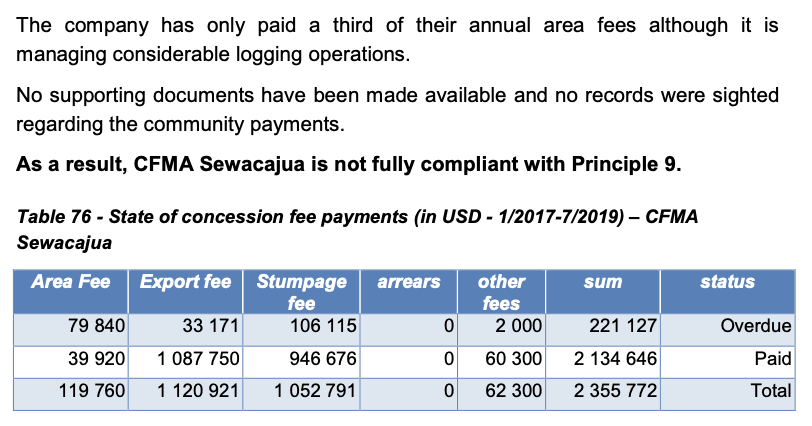 The company has only paid a third of their annual area fees although it is
managing considerable logging operations.
No supporting documents have been made available and no records were sighted
regarding the community payments.
As a result, CFMA Sewacajua is not fully compliant with Principle 9.
Table 76 - State of concession fee payments (in USD - 1/2017-7/2019) – CFMA
Sewacajua
Area Fee Export fee Stumpage fee arrears other fees sum status
79 840 33 171 106 115 0 2 000 221 127 Overdue
39 920 1 087 750 946 676 0 60 300 2 134 646 Paid
119 760 1 120 921 1 052 791 0 62 300 2 355 772 Total